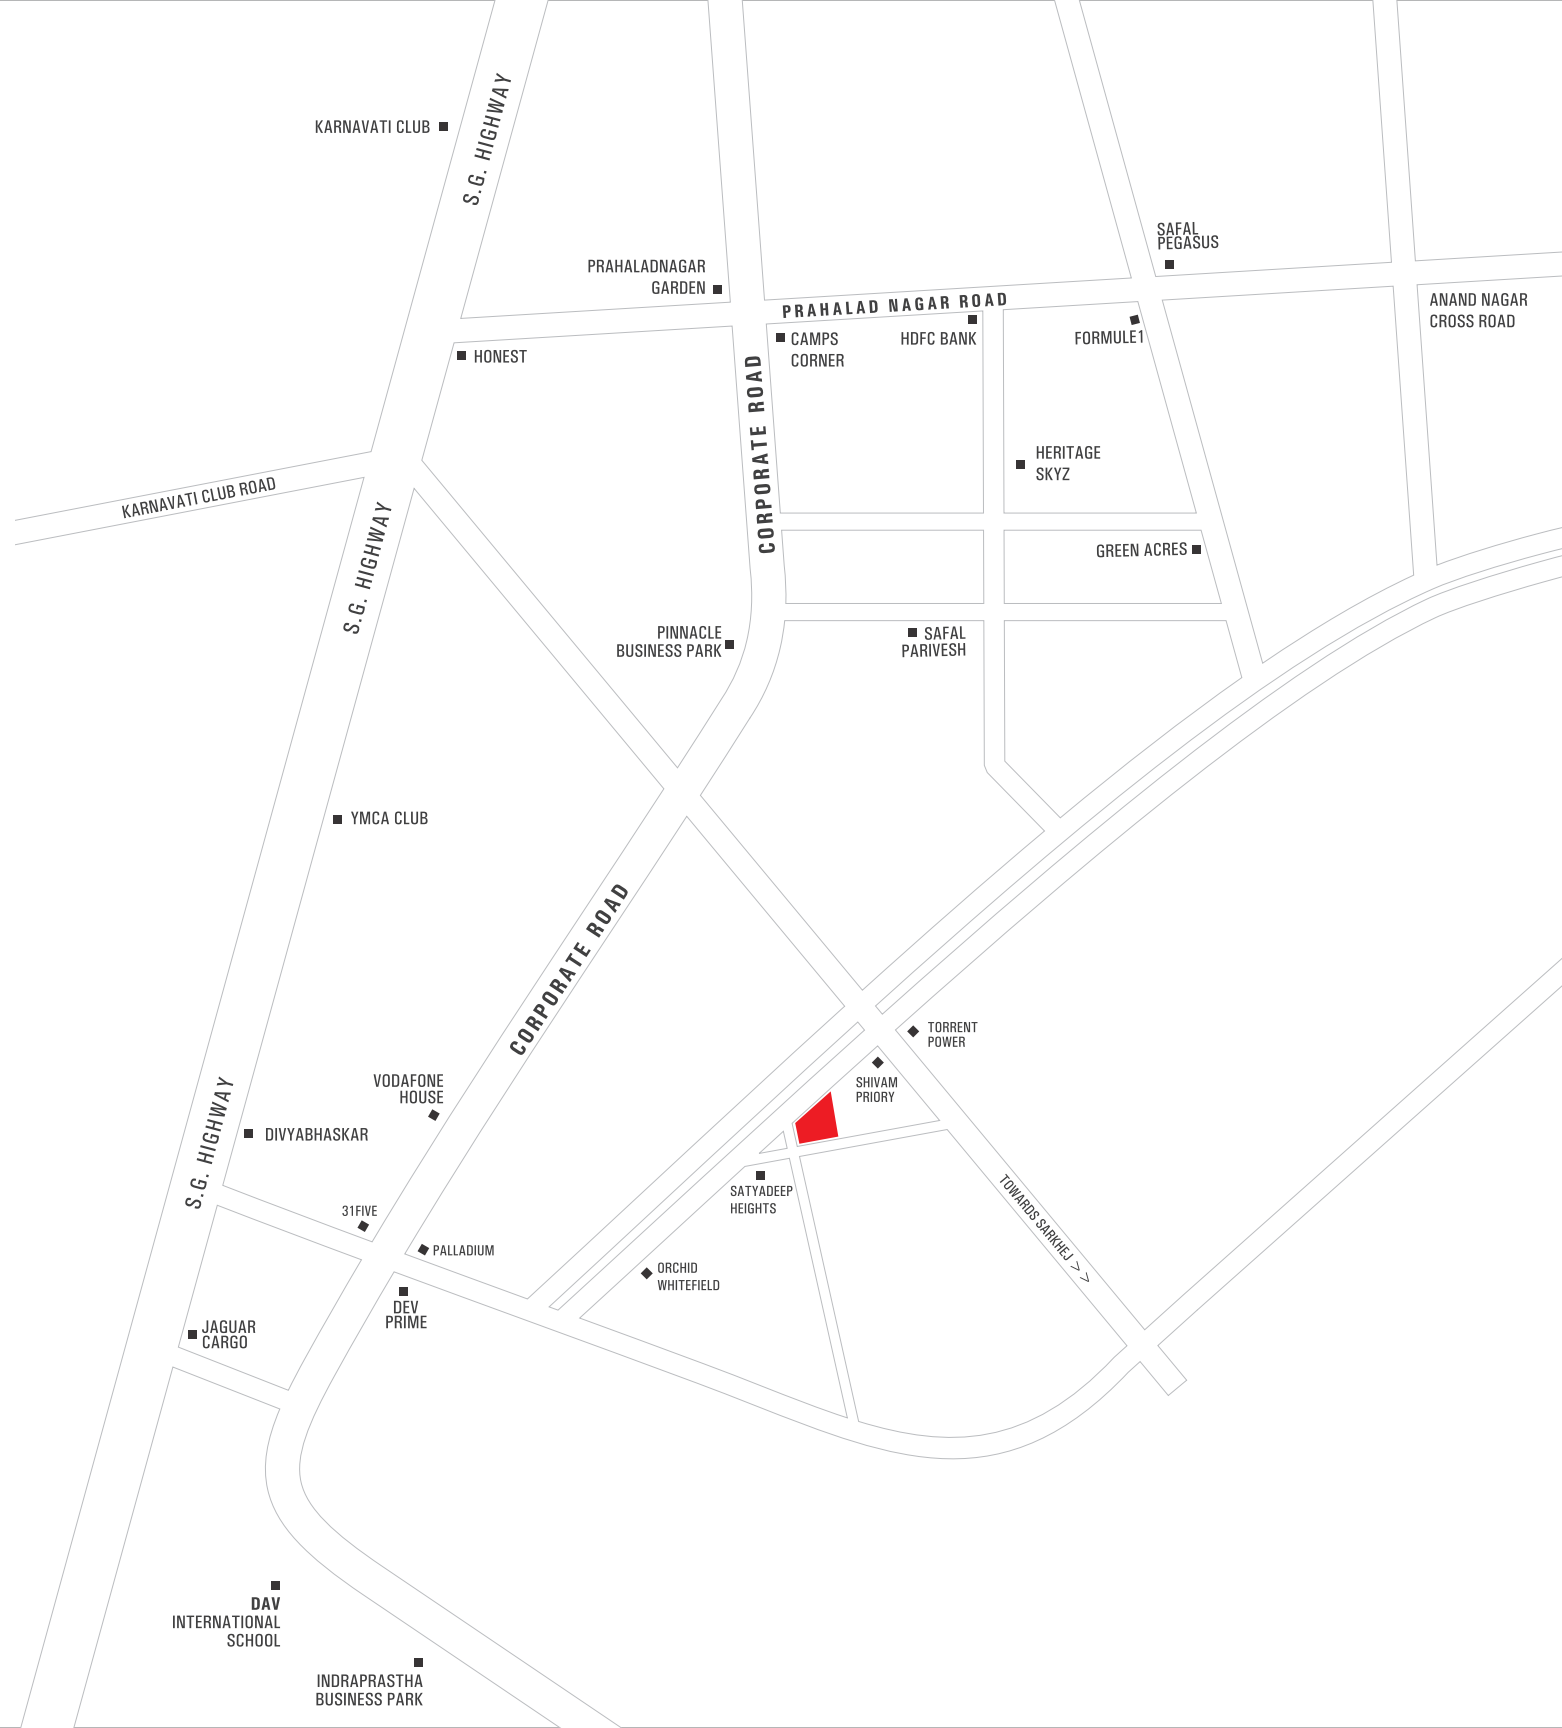 S.G. HIGHWAY
KARNAVATI CLUB
SAFAL
PEGASUS
PRAHALADNAGAR
GARDEN
PRAHALAD NAGAR ROAD
ANAND NAGAR
CROSS ROAD
CAMPS
CORNER
HDFC BANK
FORMULE1
HONEST
CORPORATE ROAD
HERITAGE
SKYZ
KARNAVATI CLUB ROAD
S.G. HIGHWAY
GREEN ACRES
PINNACLE
BUSINESS PARK
SAFAL
PARIVESH
YMCA CLUB
CORPORATE ROAD
TORRENT
POWER
VODAFONE
HOUSE
SHIVAM
PRIORY
S.G. HIGHWAY
DIVYABHASKAR
SATYADEEP
HEIGHTS
TOWARDS SARKHEJ > >
31FIVE
PALLADIUM
ORCHID
WHITEFIELD
DEV
PRIME
JAGUAR
CARGO
DAV
INTERNATIONAL
SCHOOL
INDRAPRASTHA
BUSINESS PARK